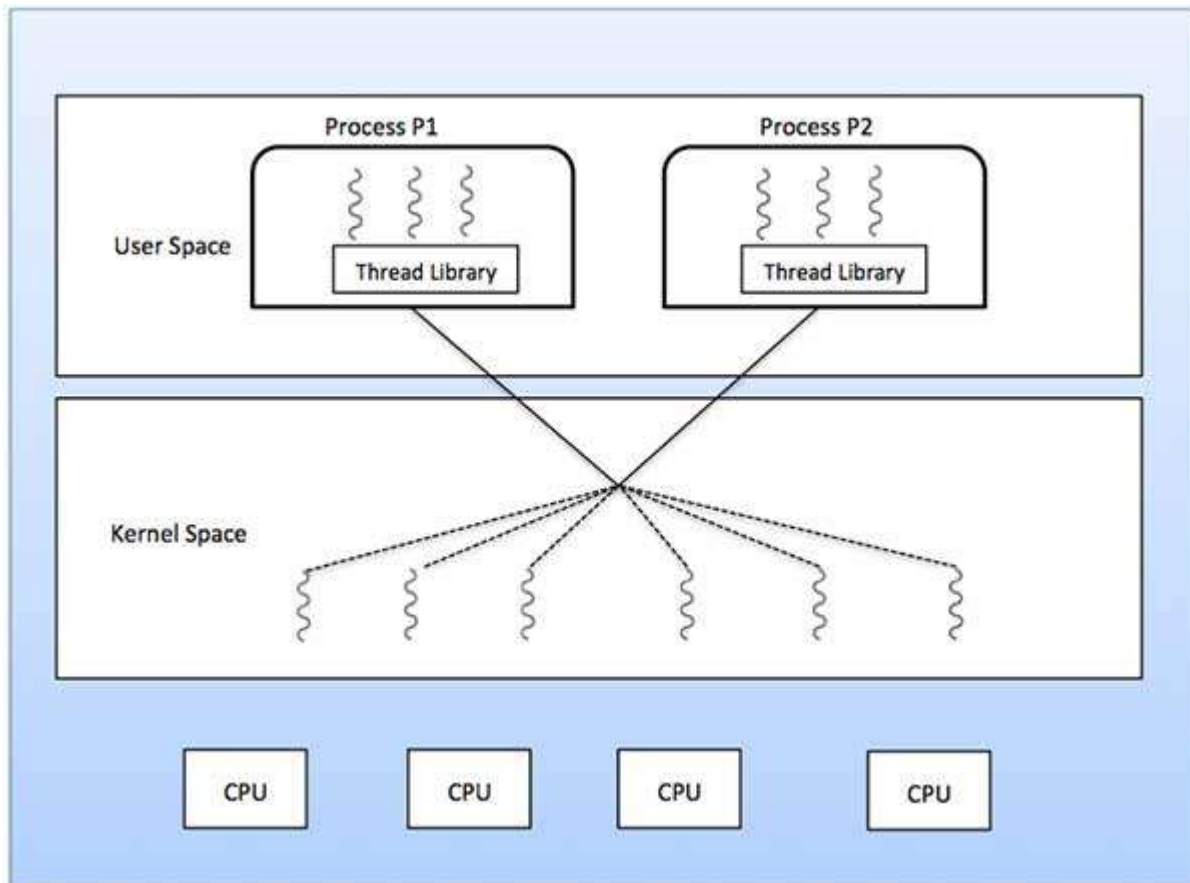 Process P1
Process P2
User Space
Thread Library
Thread Library
Kernel Space
CPU
CPU
CPU
CPU